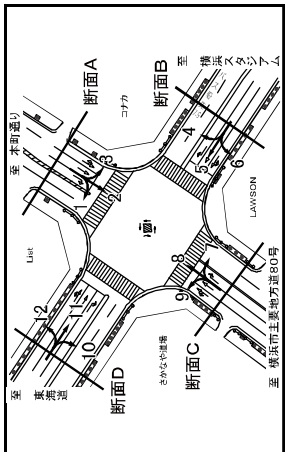 至 本町通り
断面A
コナカ
断面B
至 横浜スタジアム
List
1
2
3
4
5
6
LAWSON
7
8
9
10
11
12
至 東海道
断面D
さかなや道場
断面C
至 横浜市主要地方道80号